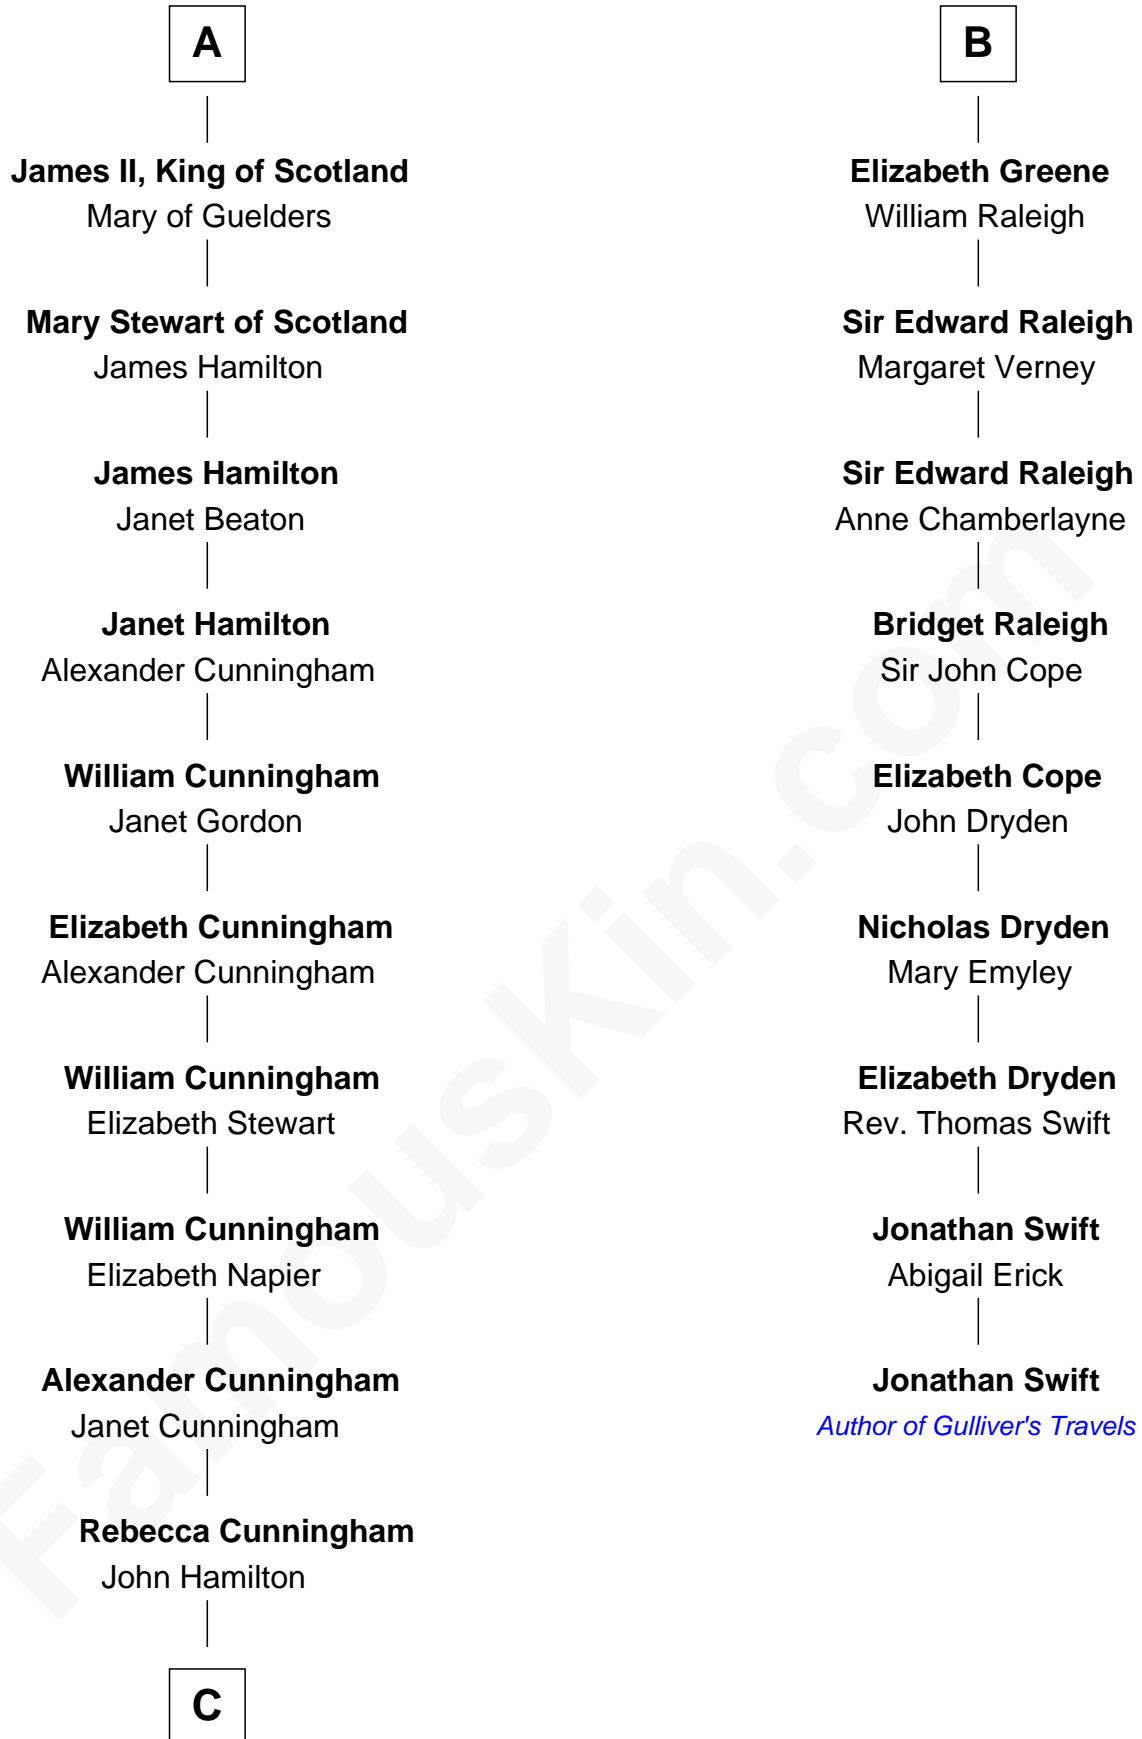 A
James II, King of Scotland
Mary of Guelders
Mary Stewart of Scotland
James Hamilton
James Hamilton
Janet Beaton
Janet Hamilton
Alexander Cunningham
William Cunningham
Janet Gordon
Elizabeth Cunningham
Alexander Cunningham
William Cunningham
Elizabeth Stewart
William Cunningham
Elizabeth Napier
Alexander Cunningham
Janet Cunningham
Rebecca Cunningham
John Hamilton
C
B
Elizabeth Greene
William Raleigh
Sir Edward Raleigh
Margaret Verney
Sir Edward Raleigh
Anne Chamberlayne
Bridget Raleigh
Sir John Cope
Elizabeth Cope
John Dryden
Nicholas Dryden
Mary Emyley
Elizabeth Dryden
Rev. Thomas Swift
Jonathan Swift
Abigail Erick
Jonathan Swift
Author of Gulliver's Travels
FamousKin.com